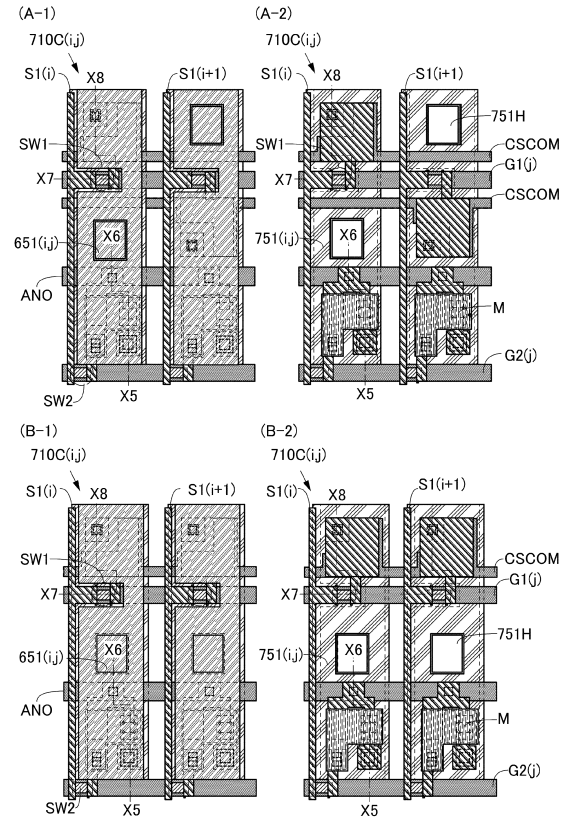 (A-1)
710C(i,j)
S1(i)
X8
S1(i+1)
SW1
X7
651(i,j)
X6
ANO
SW2
X5
(A-2)
710C(i,j)
S1(i)
X8
S1(i+1)
751H
SW1
CSCOM
G1(j)
X7
CSCOM
751(i,j)
X6
M
G2(j)
X5
(B-1)
710C(i,j)
S1(i)
X8
S1(i+1)
SW1
X7
651(i,j)
X6
ANO
SW2
X5
(B-2)
710C(i,j)
S1(i)
X8
S1(i+1)
CSCOM
X7
G1(j)
751H
751(i,j)
X6
M
G2(j)
X5